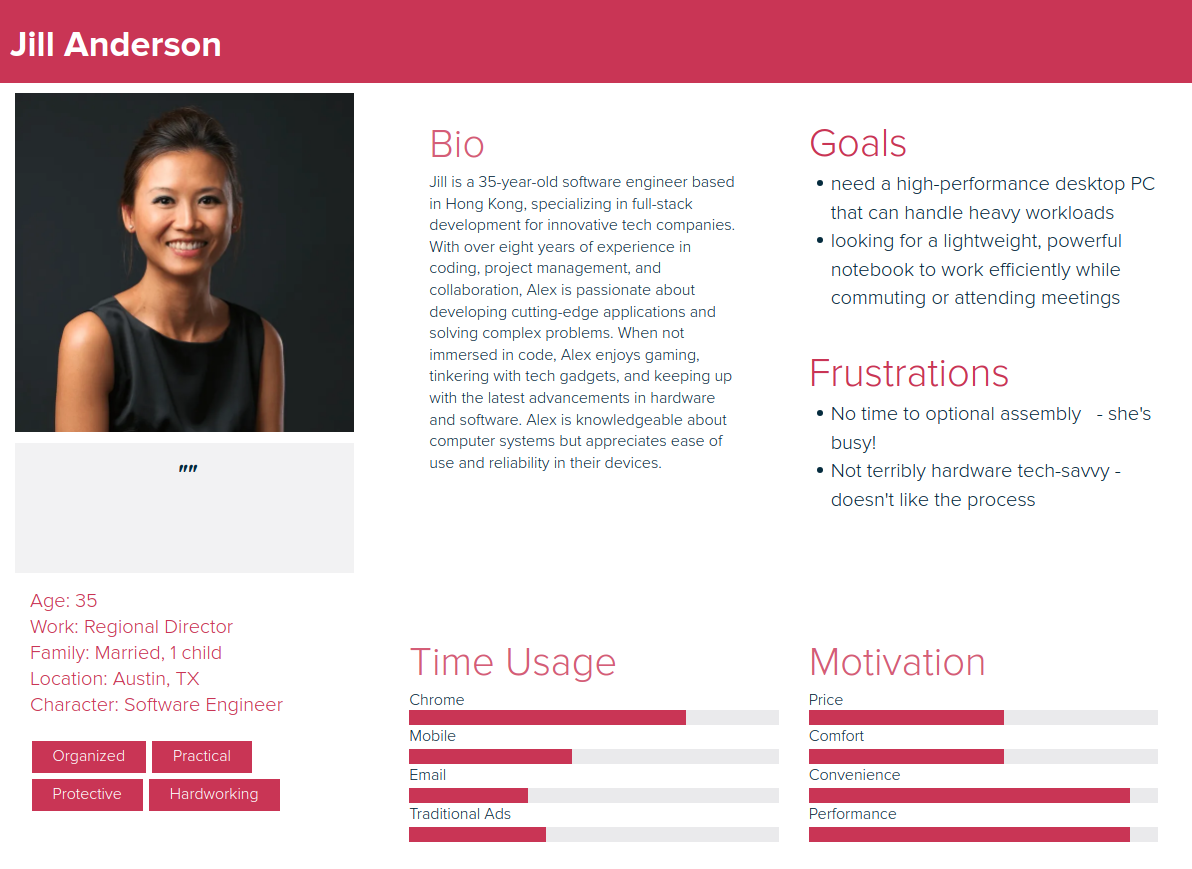 Jill Anderson
Bio
Jill is a 35-year-old software engineer based
in Hong Kong, specializing in full-stack
development for innovative tech companies.
With over eight years of experience in
coding, project management, and
collaboration, Alex is passionate about
developing cutting-edge applications and
solving complex problems. When not
immersed in code, Alex enjoys gaming,
tinkering with tech gadgets, and keeping up
with the latest advancements in hardware
and software. Alex is knowledgeable about
computer systems but appreciates ease of
use and reliability in their devices.
Goals
• need a high-performance desktop PC
that can handle heavy workloads
• looking for a lightweight, powerful
notebook to work efficiently while
commuting or attending meetings
Frustrations
• No time to optional assembly   - she's
busy!
• Not terribly hardware tech-savvy -
doesn't like the process
""
Age: 35
Work: Regional Director
Family: Married, 1 child
Location: Austin, TX
Character: Software Engineer
Organized
Practical
Protective
Hardworking
Time Usage
Chrome
Mobile
Email
Traditional Ads
Motivation
Price
Comfort
Convenience
Performance